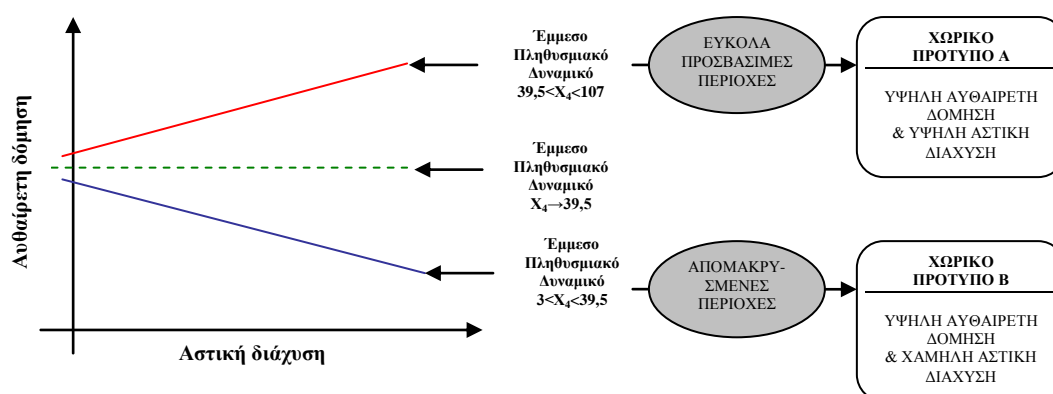 Αυθαίρετη δόμηση
Αστική διάχυση
Έμμεσο
Πληθυσμιακό
Δυναμικό
39,5<X₄<107
ΕΥΚΟΛΑ
ΠΡΟΣΒΑΣΙΜΕΣ
ΠΕΡΙΟΧΕΣ
ΧΩΡΙΚΟ
ΠΡΟΤΥΠΟ Α
ΥΨΗΛΗ ΑΥΘΑΙΡΕΤΗ
ΔΟΜΗΣΗ
& ΥΨΗΛΗ ΑΣΤΙΚΗ
ΔΙΑΧΥΣΗ
Έμμεσο
Πληθυσμιακό
Δυναμικό
X₄→39,5
Έμμεσο
Πληθυσμιακό
Δυναμικό
3<X₄<39,5
ΑΠΟΜΑΚΡΥ-
ΣΜΕΝΕΣ
ΠΕΡΙΟΧΕΣ
ΧΩΡΙΚΟ
ΠΡΟΤΥΠΟ Β
ΥΨΗΛΗ ΑΥΘΑΙΡΕΤΗ
ΔΟΜΗΣΗ
& ΧΑΜΗΛΗ ΑΣΤΙΚΗ
ΔΙΑΧΥΣΗ